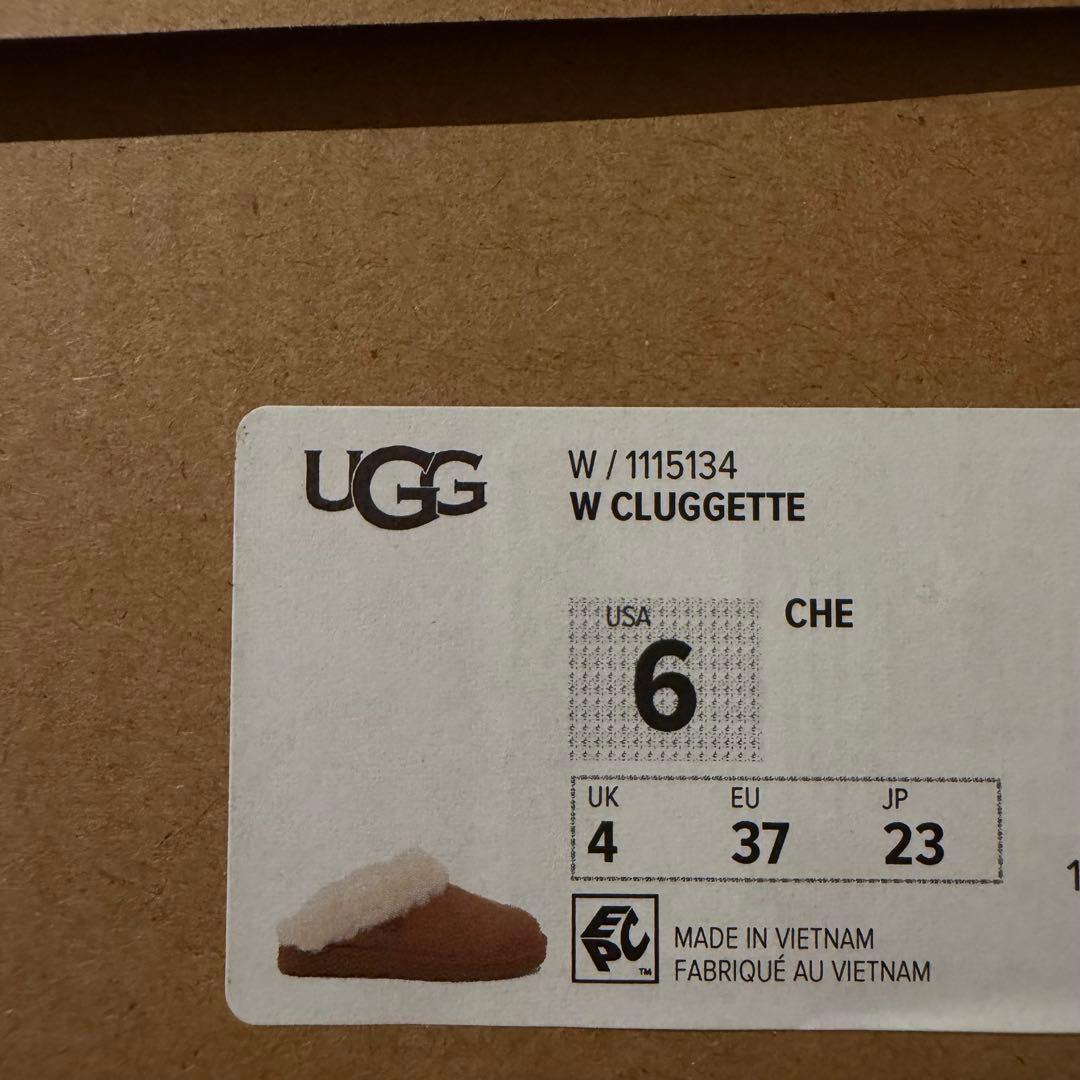 UGG
W / 1115134
W CLUGGETTE
USA
6
CHE
UK EU JP
4 37 23
EPC
TM
MADE IN VIETNAM
FABRIQUÉ AU VIETNAM